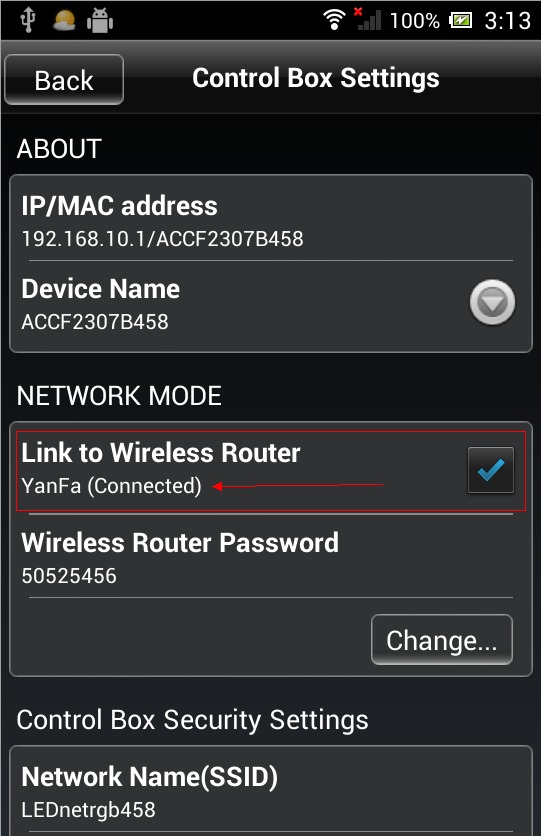 100% 3:13
Back Control Box Settings
ABOUT
IP/MAC address
192.168.10.1/ACCF2307B458
Device Name
ACCF2307B458
NETWORK MODE
Link to Wireless Router
YanFa (Connected)
Wireless Router Password
50525456
Change...
Control Box Security Settings
Network Name(SSID)
LEDnetrgb458